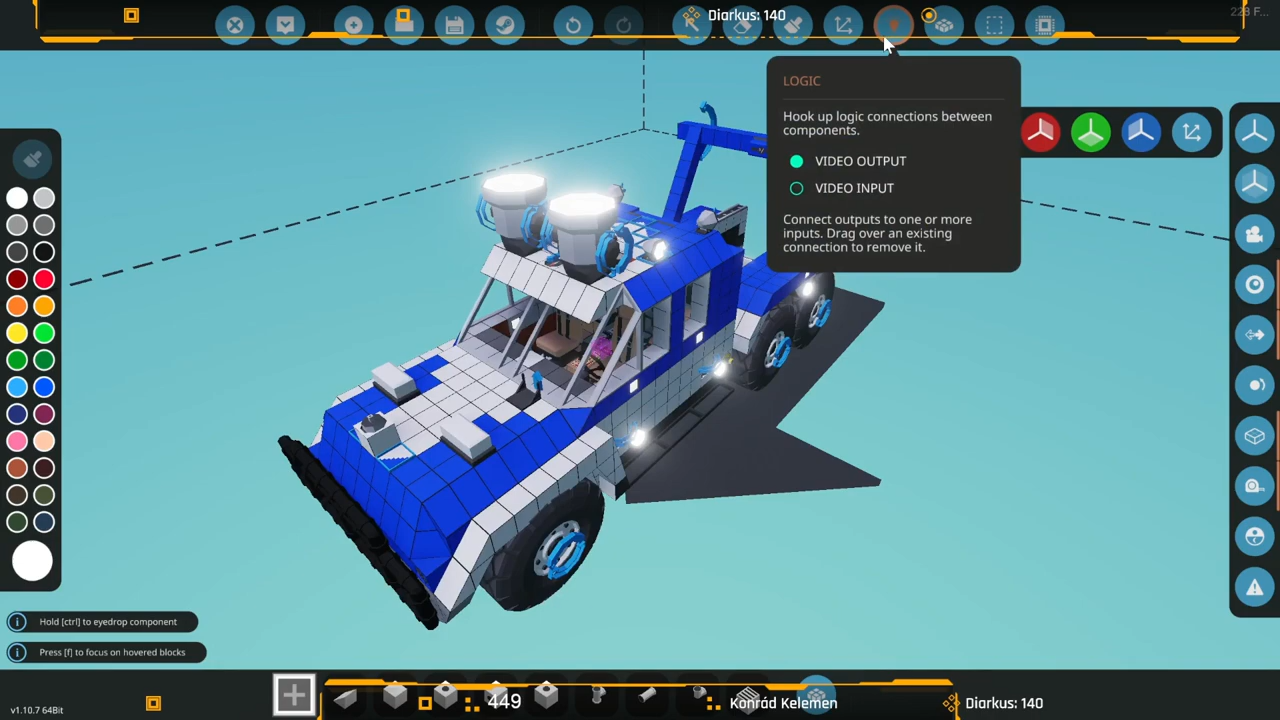 Diarkus: 140
LOGIC
Hook up logic connections between
components.
VIDEO OUTPUT
VIDEO INPUT
Connect outputs to one or more
inputs. Drag over an existing
connection to remove it.
Hold [ctrl] to eyedrop component
Press [f] to focus on hovered blocks
v1.10.7 64Bit
449
Konrád Kelemen
Diarkus: 140